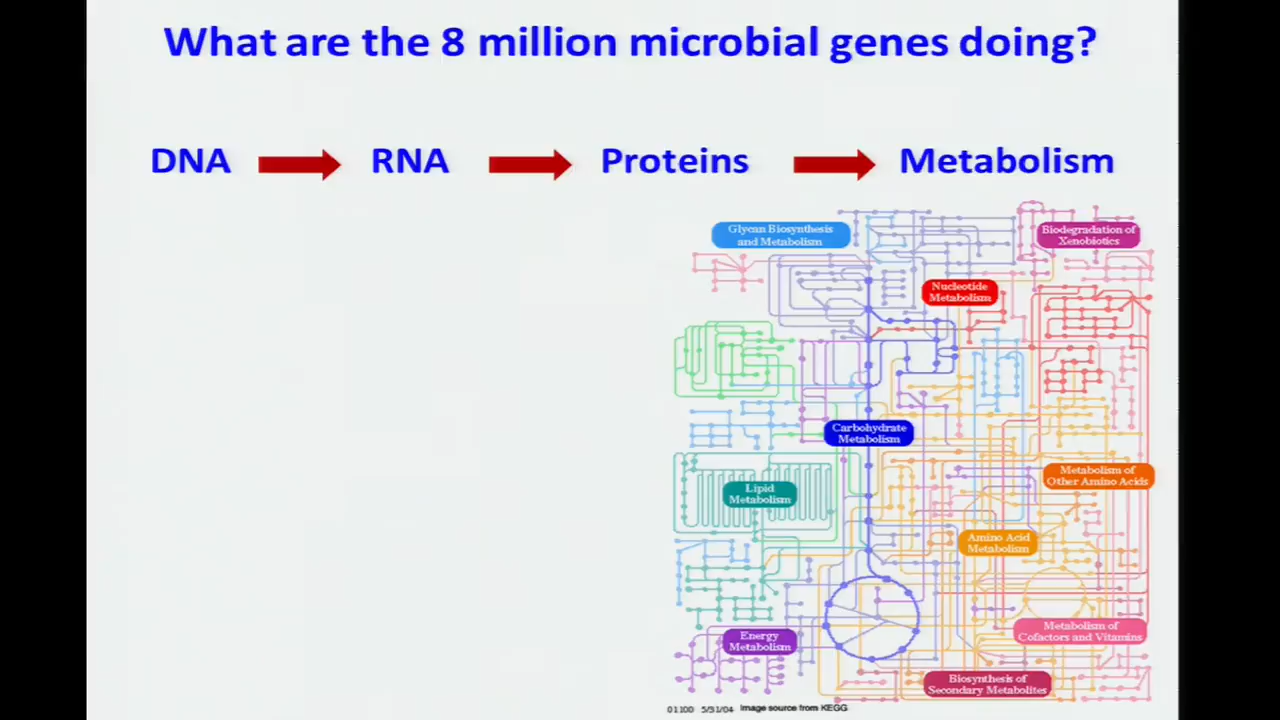 What are the 8 million microbial genes doing?
DNA
RNA
Proteins
Metabolism
Glycan Biosynthesis
and Metabolism
Biodegradation of
Xenobiotics
Nucleotide
Metabolism
Carbohydrate
Metabolism
Metabolism of
Other Amino Acids
Lipid
Metabolism
Amino Acid
Metabolism
Metabolism of
Cofactors and Vitamins
Energy
Metabolism
Biosynthesis of
Secondary Metabolites
01100 5/31/04 Image source from KEGG